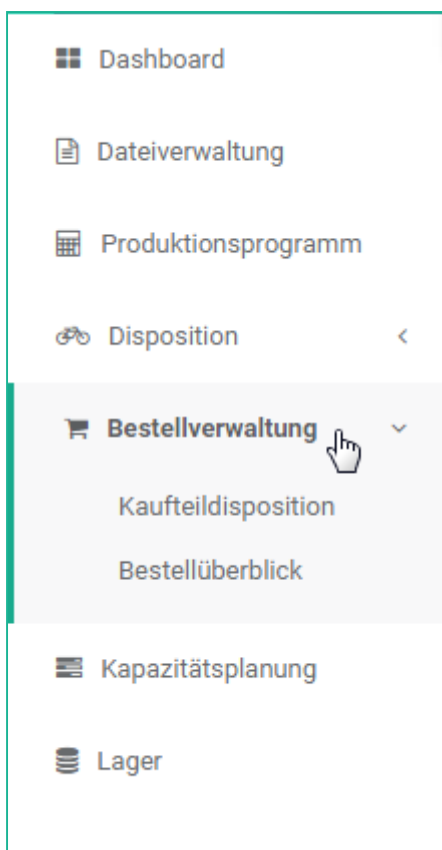 Dashboard
Dateiverwaltung
Produktionsprogramm
Disposition
Bestellverwaltung
Kaufteildisposition
Bestellüberblick
Kapazitätsplanung
Lager